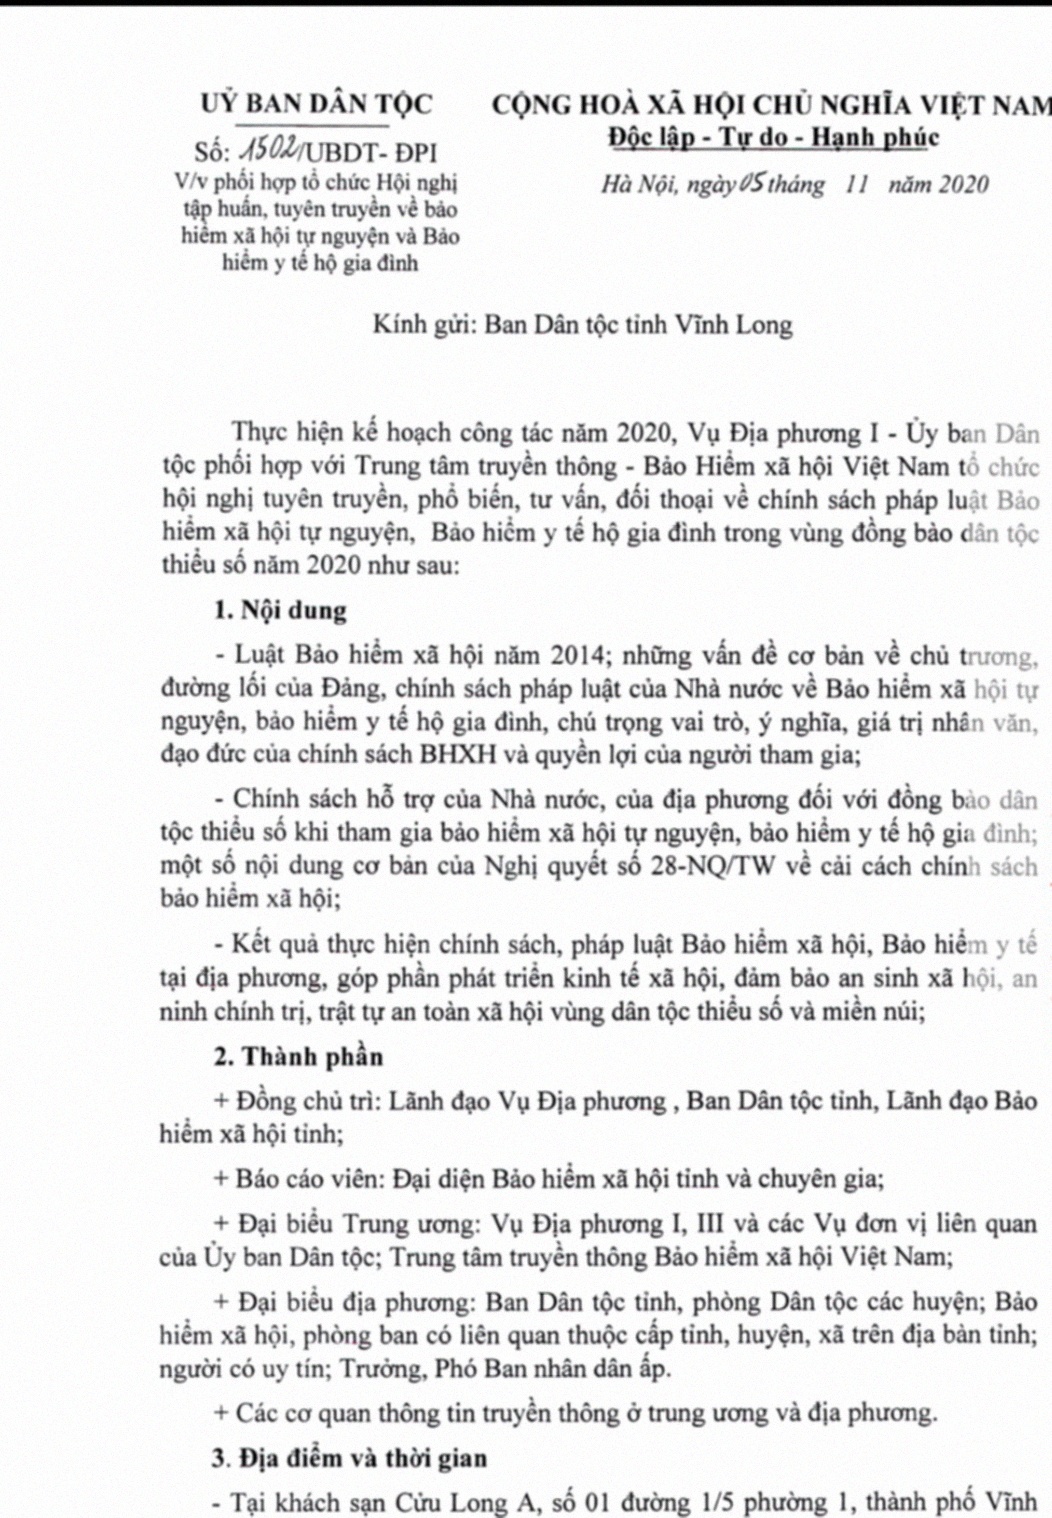 UỶ BAN DÂN TỘC
CỘNG HOÀ XÃ HỘI CHỦ NGHĨA VIỆT NAM
Độc lập - Tự do - Hạnh phúc
Số: 1502/UBDT- ĐPI
V/v phối hợp tổ chức Hội nghị
tập huấn, tuyên truyền về bảo
hiểm xã hội tự nguyện và Bảo
hiểm y tế hộ gia đình
Hà Nội, ngày 05 tháng 11 năm 2020
Kính gửi: Ban Dân tộc tỉnh Vĩnh Long
Thực hiện kế hoạch công tác năm 2020, Vụ Địa phương I - Ủy ban Dân
tộc phối hợp với Trung tâm truyền thông - Bảo Hiểm xã hội Việt Nam tổ chức
hội nghị tuyên truyền, phổ biến, tư vấn, đối thoại về chính sách pháp luật Bảo
hiểm xã hội tự nguyện, Bảo hiểm y tế hộ gia đình trong vùng đồng bào dân tộc
thiểu số năm 2020 như sau:
1. Nội dung
- Luật Bảo hiểm xã hội năm 2014; những vấn đề cơ bản về chủ trương,
đường lối của Đảng, chính sách pháp luật của Nhà nước về Bảo hiểm xã hội tự
nguyện, bảo hiểm y tế hộ gia đình, chú trọng vai trò, ý nghĩa, giá trị nhân văn,
đạo đức của chính sách BHXH và quyền lợi của người tham gia;
- Chính sách hỗ trợ của Nhà nước, của địa phương đối với đồng bào dân
tộc thiểu số khi tham gia bảo hiểm xã hội tự nguyện, bảo hiểm y tế hộ gia đình;
một số nội dung cơ bản của Nghị quyết số 28-NQ/TW về cải cách chính sách
bảo hiểm xã hội;
- Kết quả thực hiện chính sách, pháp luật Bảo hiểm xã hội, Bảo hiểm y tế
tại địa phương, góp phần phát triển kinh tế xã hội, đảm bảo an sinh xã hội, an
ninh chính trị, trật tự an toàn xã hội vùng dân tộc thiểu số và miền núi;
2. Thành phần
+ Đồng chủ trì: Lãnh đạo Vụ Địa phương , Ban Dân tộc tỉnh, Lãnh đạo Bảo
hiểm xã hội tỉnh;
+ Báo cáo viên: Đại diện Bảo hiểm xã hội tỉnh và chuyên gia;
+ Đại biểu Trung ương: Vụ Địa phương I, III và các Vụ đơn vị liên quan
của Ủy ban Dân tộc; Trung tâm truyền thông Bảo hiểm xã hội Việt Nam;
+ Đại biểu địa phương: Ban Dân tộc tỉnh, phòng Dân tộc các huyện; Bảo
hiểm xã hội, phòng ban có liên quan thuộc cấp tỉnh, huyện, xã trên địa bàn tỉnh;
người có uy tín; Trưởng, Phó Ban nhân dân ấp.
+ Các cơ quan thông tin truyền thông ở trung ương và địa phương.
3. Địa điểm và thời gian
- Tại khách sạn Cửu Long A, số 01 đường 1/5 phường 1, thành phố Vĩnh